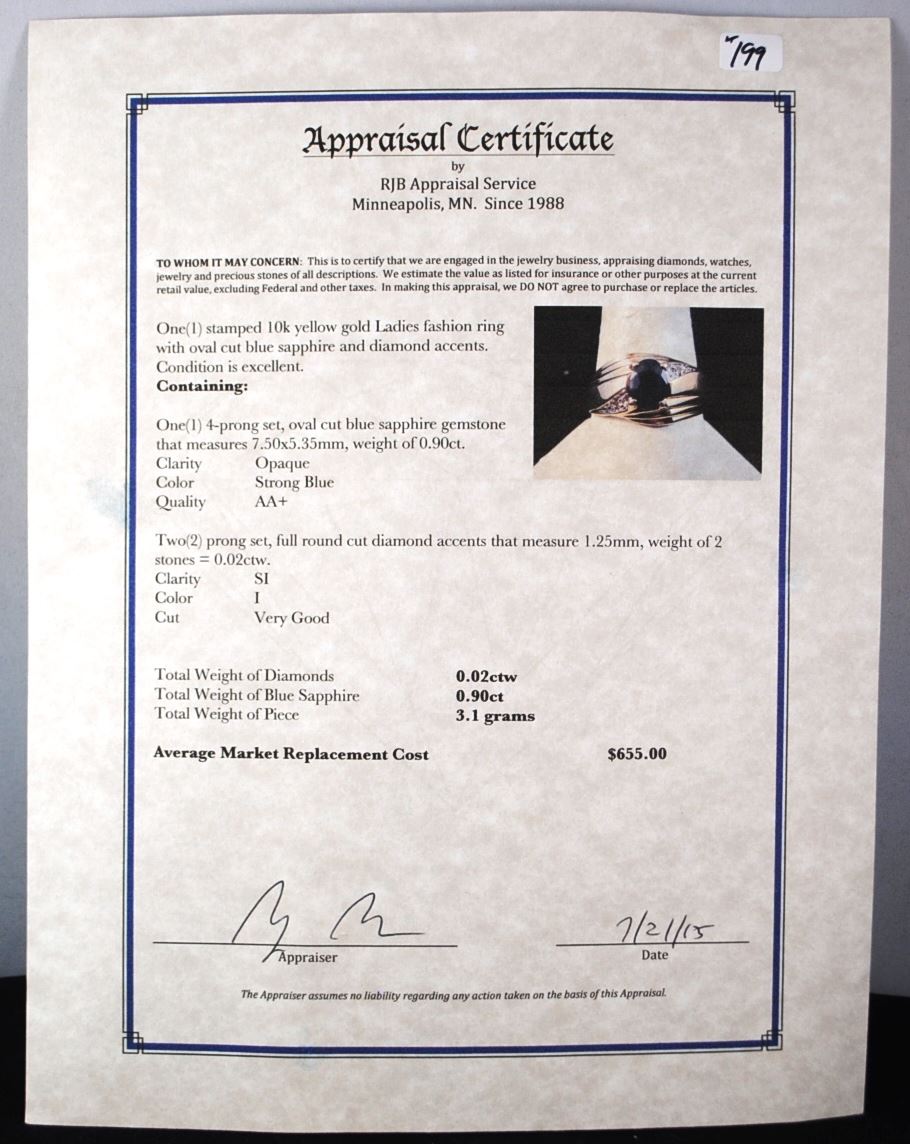 199
Appraisal Certificate
by
RJB Appraisal Service
Minneapolis, MN. Since 1988
TO WHOM IT MAY CONCERN: This is to certify that we are engaged in the jewelry business, appraising diamonds, watches,
jewelry and precious stones of all descriptions. We estimate the value as listed for insurance or other purposes at the current
retail value, excluding Federal and other taxes. In making this appraisal, we DO NOT agree to purchase or replace the articles.
One(1) stamped 10k yellow gold Ladies fashion ring
with oval cut blue sapphire and diamond accents.
Condition is excellent.
Containing:
One(1) 4-prong set, oval cut blue sapphire gemstone
that measures 7.50x5.35mm, weight of 0.90ct.
Clarity Opaque
Color Strong Blue
Quality AA+
Two(2) prong set, full round cut diamond accents that measure 1.25mm, weight of 2
stones = 0.02ctw.
Clarity SI
Color I
Cut Very Good
Total Weight of Diamonds 0.02ctw
Total Weight of Blue Sapphire 0.90ct
Total Weight of Piece 3.1 grams
Average Market Replacement Cost $655.00
7/21/15
Appraiser Date
The Appraiser assumes no liability regarding any action taken on the basis of this Appraisal.